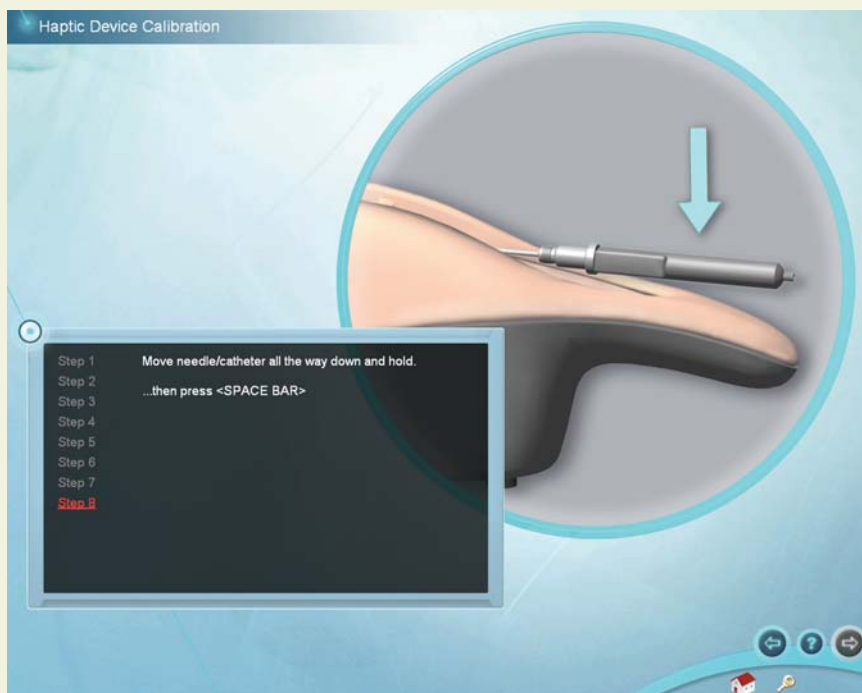 Haptic Device Calibration
Step 1
Step 2
Step 3
Step 4
Step 5
Step 6
Step 7
Step 8
Move needle/catheter all the way down and hold.
...then press <SPACE BAR>
?